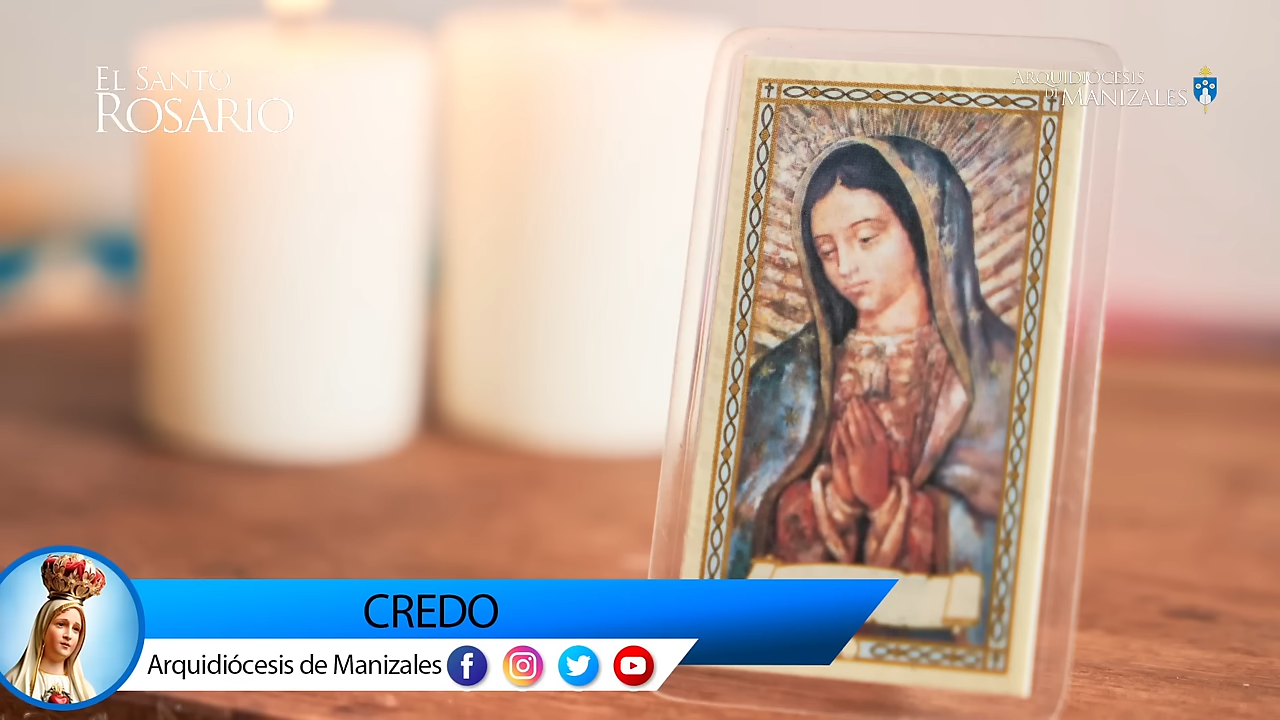 EL SANTO
ROSARIO
ARQUIDIÓCESIS
DE MANIZALES
CREDO
Arquidiócesis de Manizales